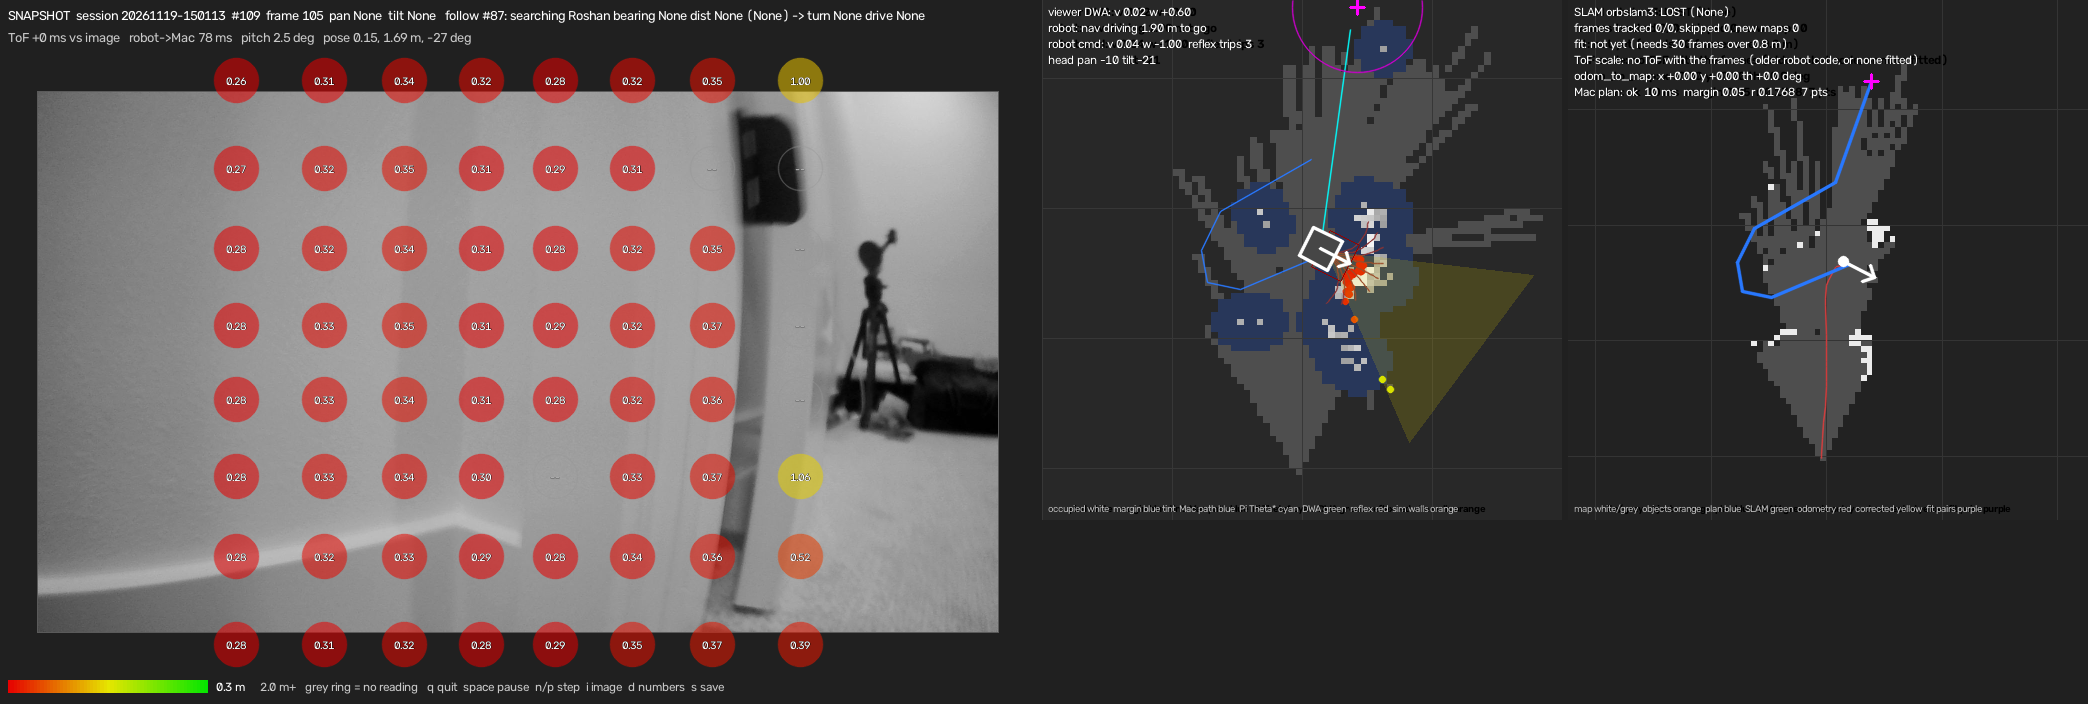 SNAPSHOT session 20261119-150113 #109 frame 105 pan None tilt None follow #87: searching Roshan bearing None dist None (None) -> turn None drive None
ToF +0 ms vs image robot->Mac 78 ms pitch 2.5 deg pose 0.15, 1.69 m, -27 deg
0.26 0.31 0.34 0.32 0.28 0.32 0.35 1.00
0.27 0.32 0.35 0.31 0.29 0.31 -- --
0.28 0.32 0.34 0.31 0.28 0.32 0.35 --
0.28 0.33 0.35 0.31 0.29 0.32 0.37 --
0.28 0.33 0.34 0.31 0.28 0.32 0.36 --
0.28 0.33 0.34 0.30 -- 0.33 0.37 1.06
0.28 0.32 0.33 0.29 0.28 0.34 0.36 0.52
0.28 0.31 0.32 0.28 0.29 0.35 0.37 0.39
0.3 m 2.0 m+ grey ring = no reading q quit space pause n/p step i image d numbers s save
viewer DWA: v 0.02 w +0.60
robot: nav driving 1.90 m to go
robot cmd: v 0.04 w -1.00 reflex trips 3
head pan -10 tilt -21
occupied white margin blue tint Mac path blue Pi Theta* cyan DWA green reflex red sim walls orange
SLAM orbslam3: LOST (None)
frames tracked 0/0, skipped 0, new maps 0
fit: not yet (needs 30 frames over 0.8 m)
ToF scale: no ToF with the frames (older robot code, or none fitted)
odom_to_map: x +0.00 y +0.00 th +0.0 deg
Mac plan: ok 10 ms margin 0.05 r 0.1768 7 pts
map white/grey objects orange plan blue SLAM green odometry red corrected yellow fit pairs purple